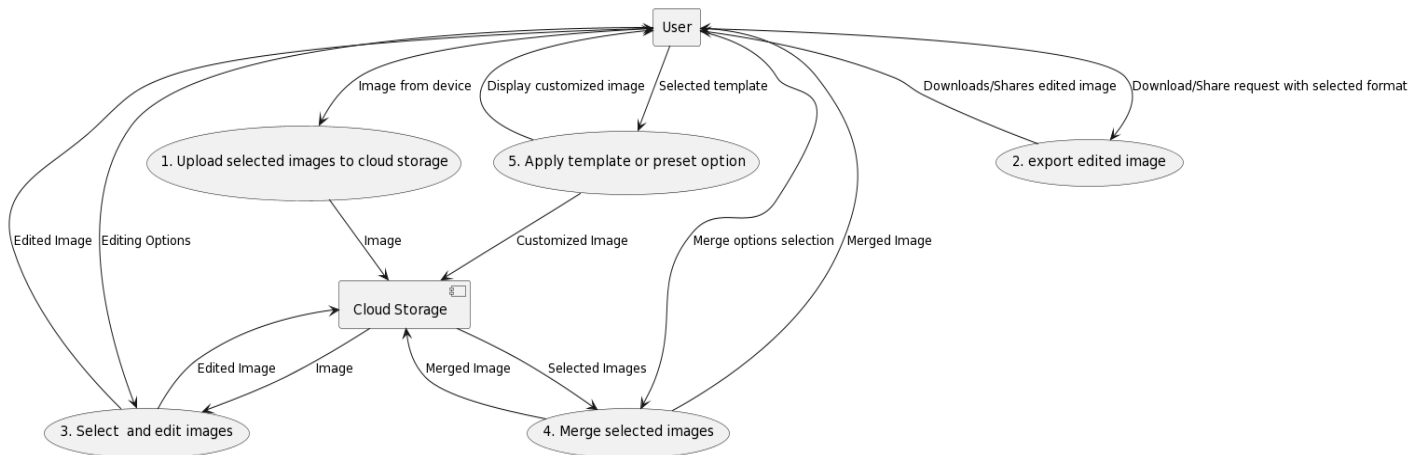 User
Image from device
Display customized image
Selected template
Downloads/Shares edited image
Download/Share request with selected format
1. Upload selected images to cloud storage
5. Apply template or preset option
2. export edited image
Edited Image
Editing Options
Image
Customized Image
Merge options selection
Merged Image
Cloud Storage
Edited Image
Image
Merged Image
Selected Images
3. Select  and edit images
4. Merge selected images